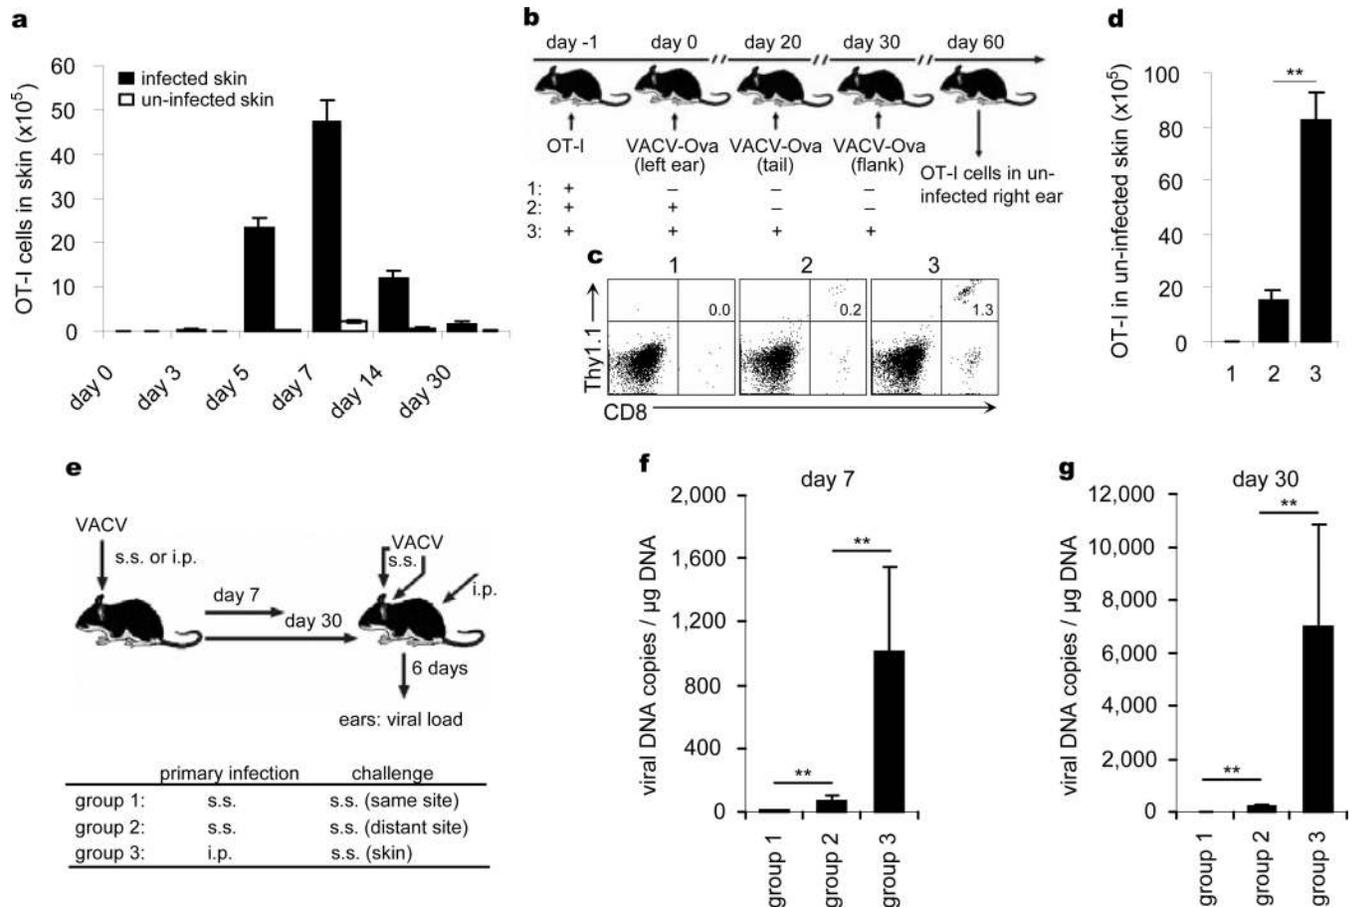 a
OT-I cells in skin (x10⁵)
60
50
40
30
20
10
0
infected skin
un-infected skin
day 0
day 3
day 5
day 7
day 14
day 30
b
day -1 day 0 day 20 day 30 day 60
OT-I VACV-Ova VACV-Ova VACV-Ova
(left ear) (tail) (flank)
OT-I cells in un-
infected right ear
1: + − − −
2: + + − −
3: + + + +
c
1 2 3
0.0 0.2 1.3
Thy1.1
CD8
d
OT-I in un-infected skin (x10⁵)
100
80
60
40
20
0
**
1 2 3
e
VACV
s.s. or i.p.
day 7
day 30
VACV
s.s.
i.p.
6 days
ears: viral load
primary infection challenge
group 1: s.s. s.s. (same site)
group 2: s.s. s.s. (distant site)
group 3: i.p. s.s. (skin)
f
day 7
viral DNA copies / µg DNA
2,000
1,600
1,200
800
400
0
**
**
group 1
group 2
group 3
g
day 30
viral DNA copies / µg DNA
12,000
10,000
8,000
6,000
4,000
2,000
0
**
**
group 1
group 2
group 3